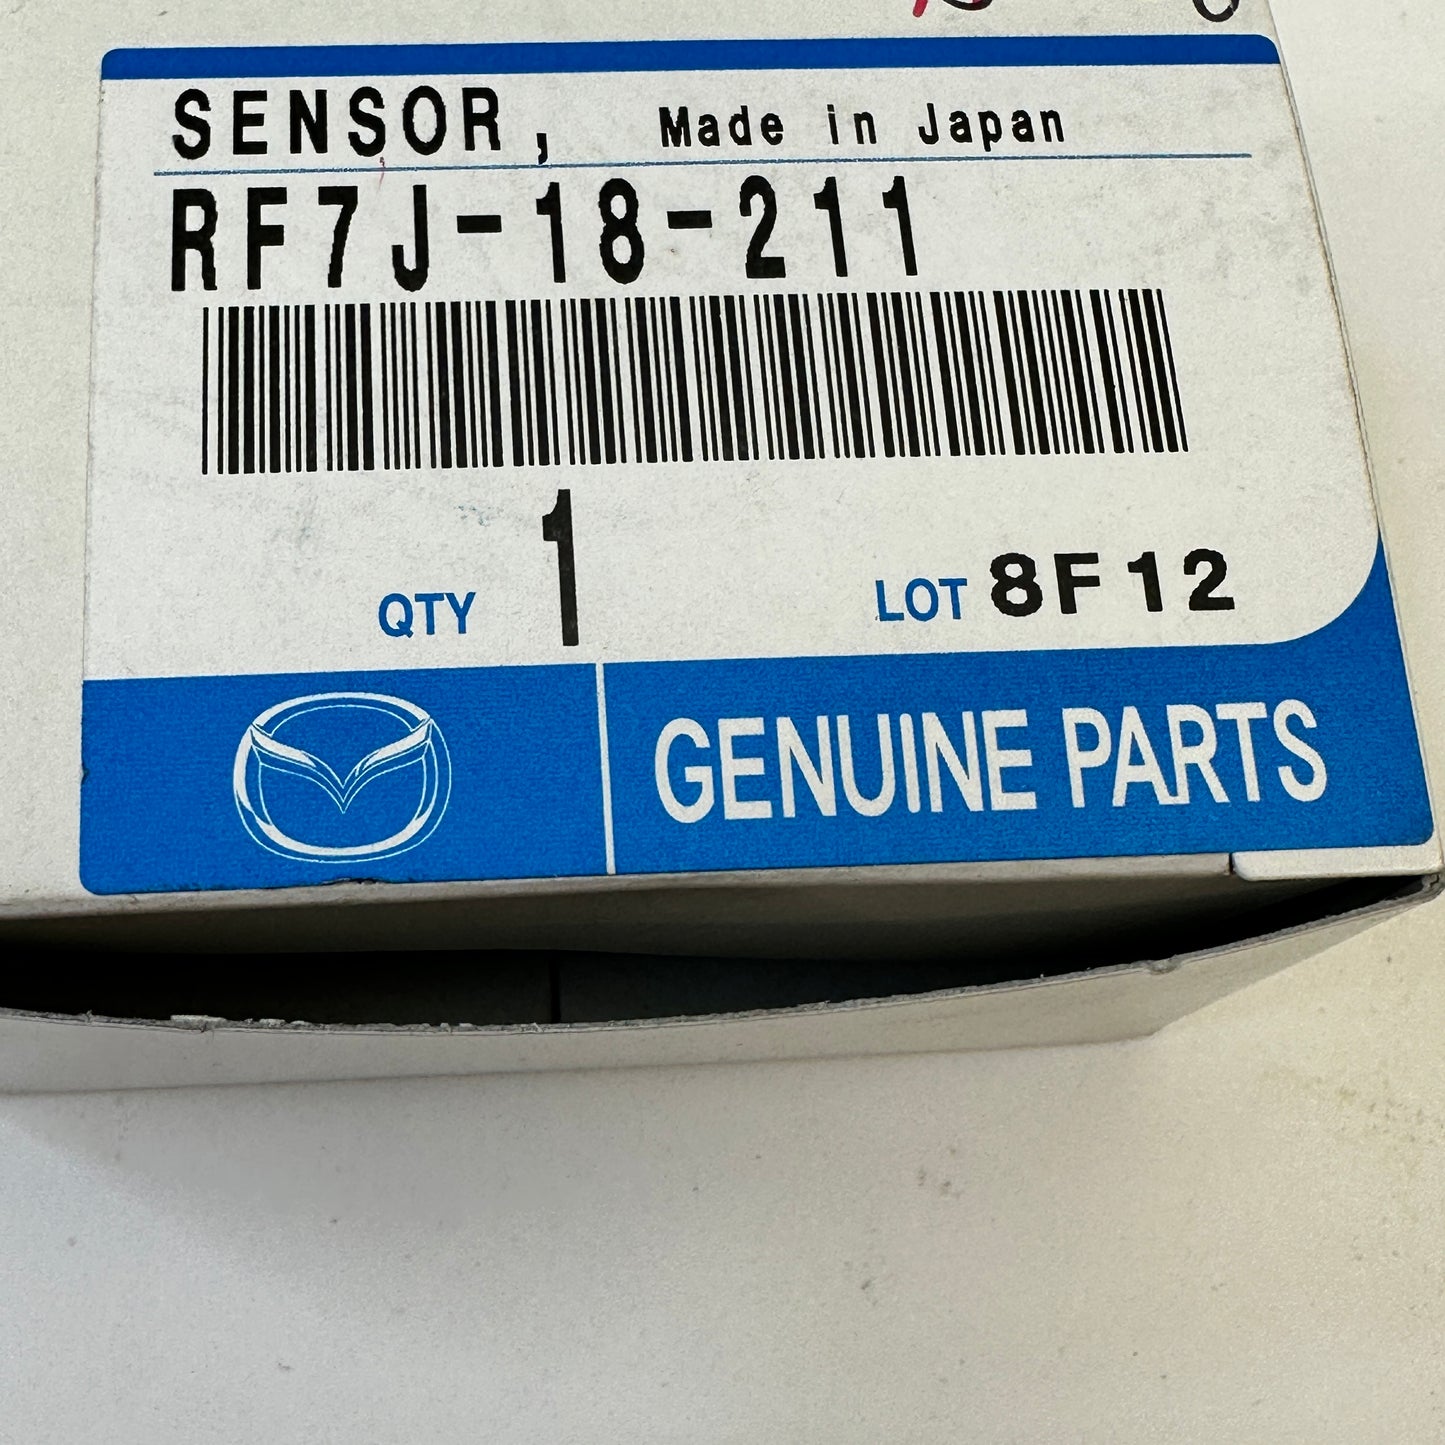 SENSOR, Made in Japan
RF7J-18-211
QTY 1 LOT 8F12
GENUINE PARTS